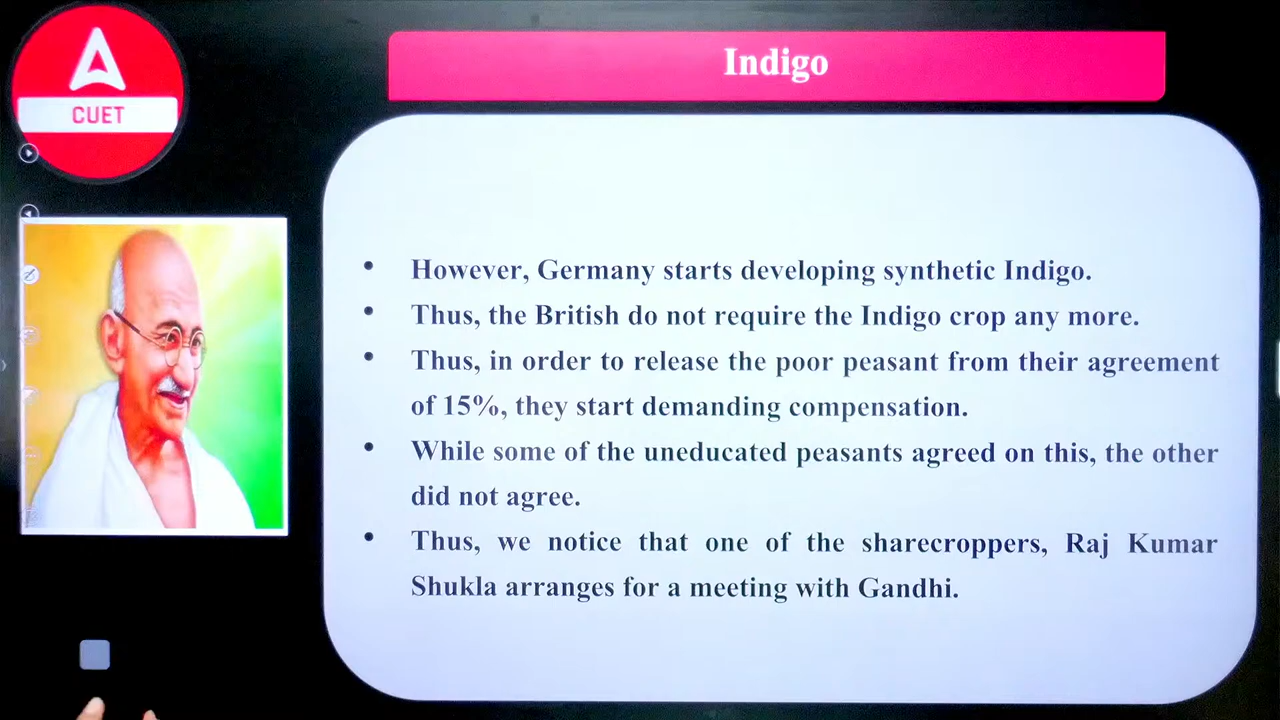 CUET
Indigo
• However, Germany starts developing synthetic Indigo.
• Thus, the British do not require the Indigo crop any more.
• Thus, in order to release the poor peasant from their agreement
of 15%, they start demanding compensation.
• While some of the uneducated peasants agreed on this, the other
did not agree.
• Thus, we notice that one of the sharecroppers, Raj Kumar
Shukla arranges for a meeting with Gandhi.